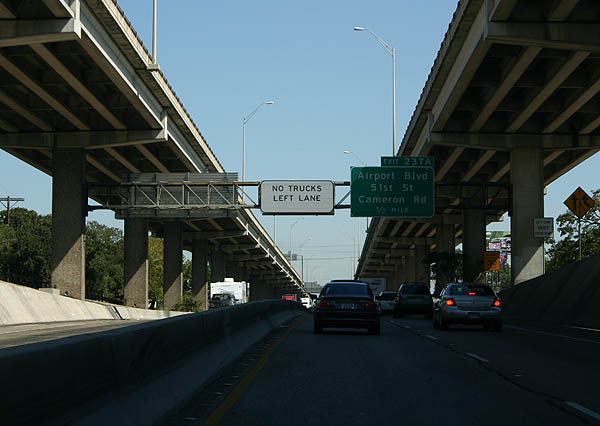 NO TRUCKS
LEFT LANE
EXIT 237A
Airport Blvd
51st St
Cameron Rd
½ MILE